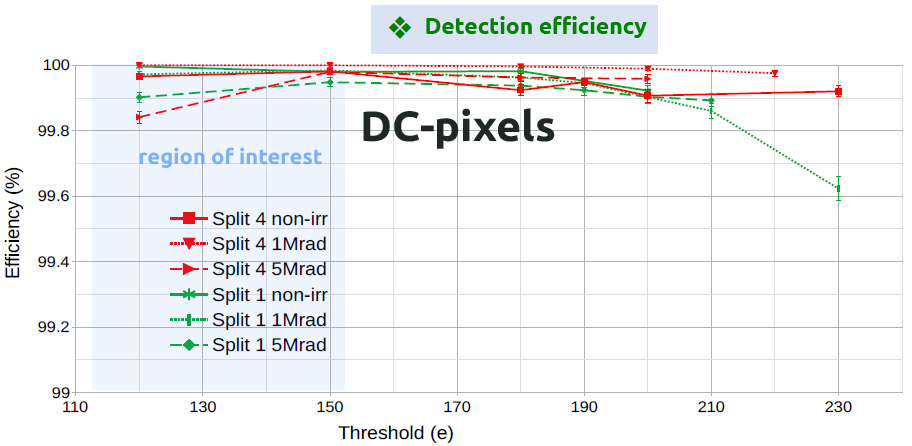 ❖ Detection efficiency
100
99.8
99.6
99.4
99.2
99
Efficiency (%)
DC-pixels
region of interest
Split 4 non-irr
Split 4 1Mrad
Split 4 5Mrad
Split 1 non-irr
Split 1 1Mrad
Split 1 5Mrad
110 130 150 170 190 210 230
Threshold (e)